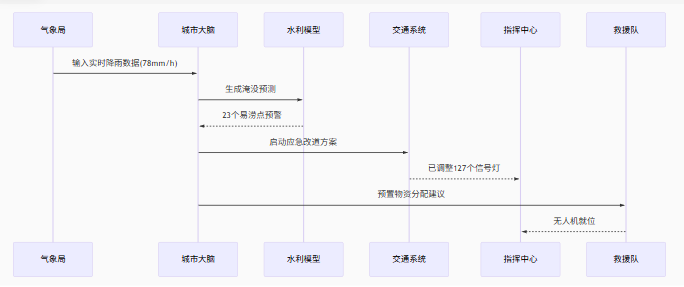 气象局
城市大脑
水利模型
交通系统
指挥中心
救援队
输入实时降雨数据(78mm/h)
生成淹没预测
23个易涝点预警
启动应急改道方案
已调整127个信号灯
预置物资分配建议
无人机就位
气象局
城市大脑
水利模型
交通系统
指挥中心
救援队